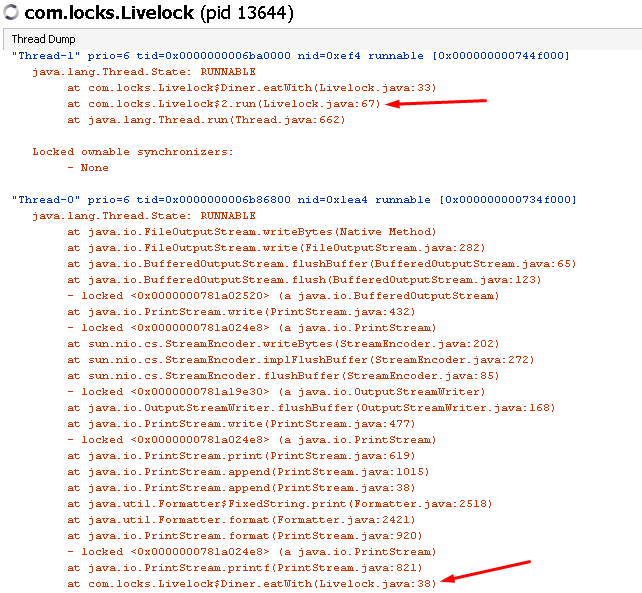 com.locks.Livelock (pid 13644)
Thread Dump
"Thread-1" prio=6 tid=0x0000000006ba0000 nid=0xef4 runnable [0x000000000744f000]
java.lang.Thread.State: RUNNABLE
at com.locks.Livelock$Diner.eatWith(Livelock.java:33)
at com.locks.Livelock$2.run(Livelock.java:67)
at java.lang.Thread.run(Thread.java:662)
Locked ownable synchronizers:
- None
"Thread-0" prio=6 tid=0x0000000006b86800 nid=0x1ea4 runnable [0x000000000734f000]
java.lang.Thread.State: RUNNABLE
at java.io.FileOutputStream.writeBytes(Native Method)
at java.io.FileOutputStream.write(FileOutputStream.java:282)
at java.io.BufferedOutputStream.flushBuffer(BufferedOutputStream.java:65)
at java.io.BufferedOutputStream.flush(BufferedOutputStream.java:123)
- locked <0x0000000781a02520> (a java.io.BufferedOutputStream)
at java.io.PrintStream.write(PrintStream.java:432)
- locked <0x0000000781a024e8> (a java.io.PrintStream)
at sun.nio.cs.StreamEncoder.writeBytes(StreamEncoder.java:202)
at sun.nio.cs.StreamEncoder.implFlushBuffer(StreamEncoder.java:272)
at sun.nio.cs.StreamEncoder.flushBuffer(StreamEncoder.java:85)
- locked <0x0000000781a19e30> (a java.io.OutputStreamWriter)
at java.io.OutputStreamWriter.flushBuffer(OutputStreamWriter.java:168)
at java.io.PrintStream.write(PrintStream.java:477)
- locked <0x0000000781a024e8> (a java.io.PrintStream)
at java.io.PrintStream.print(PrintStream.java:619)
at java.io.PrintStream.append(PrintStream.java:1015)
at java.io.PrintStream.append(PrintStream.java:38)
at java.util.Formatter$FixedString.print(Formatter.java:2518)
at java.util.Formatter.format(Formatter.java:2421)
at java.io.PrintStream.format(PrintStream.java:920)
- locked <0x0000000781a024e8> (a java.io.PrintStream)
at java.io.PrintStream.printf(PrintStream.java:821)
at com.locks.Livelock$Diner.eatWith(Livelock.java:38)